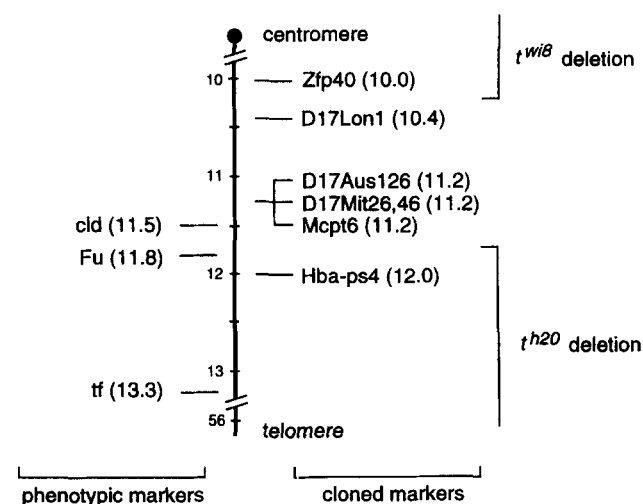 centromere
t^wi8 deletion
10
Zfp40 (10.0)
D17Lon1 (10.4)
11
D17Aus126 (11.2)
D17Mit26,46 (11.2)
Mcpt6 (11.2)
cld (11.5)
Fu (11.8)
12
Hba-ps4 (12.0)
t^h20 deletion
13
tf (13.3)
56
telomere
phenotypic markers
cloned markers